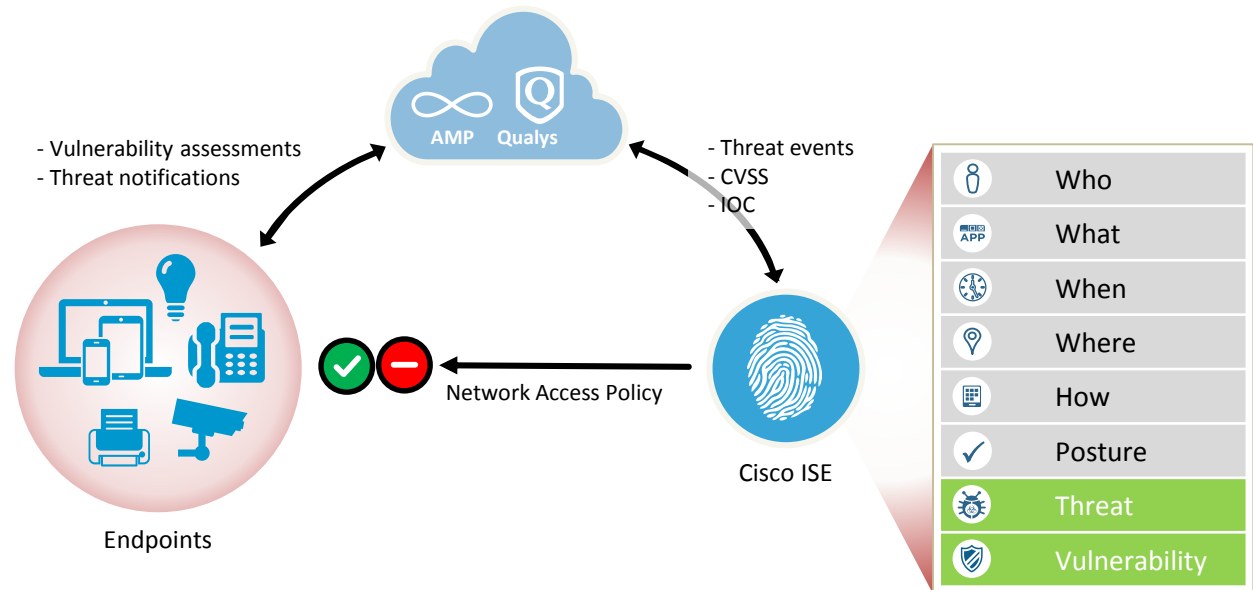 Q
AMP Qualys
- Vulnerability assessments
- Threat notifications
- Threat events
- CVSS
- IOC
Network Access Policy
Cisco ISE
Endpoints
Who
APP
What
When
Where
How
Posture
Threat
Vulnerability